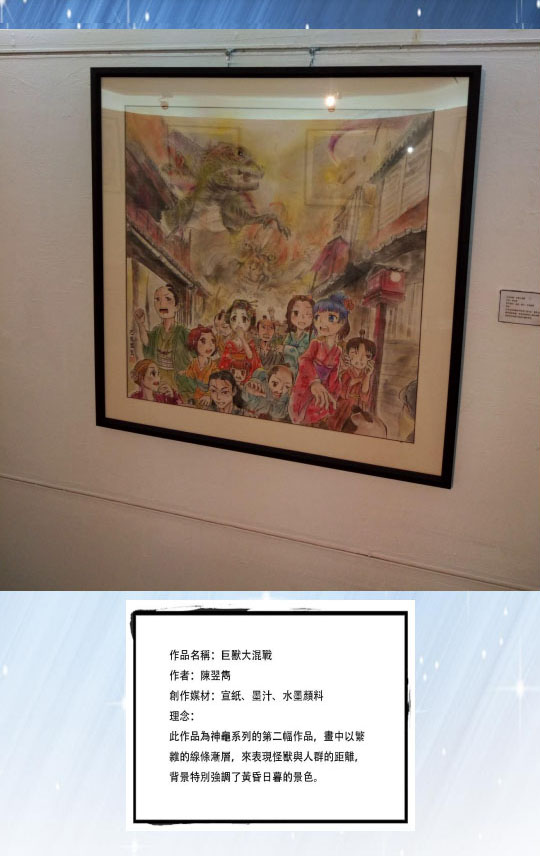 作品名稱：巨獸大混戰
作者：陳翌雋
創作媒材：宣紙、墨汁、水墨顏料
理念：
此作品為神龜系列的第二幅作品，畫中以繁
雜的線條漸層，來表現怪獸與人群的距離，
背景特別強調了黃昏日暮的景色。